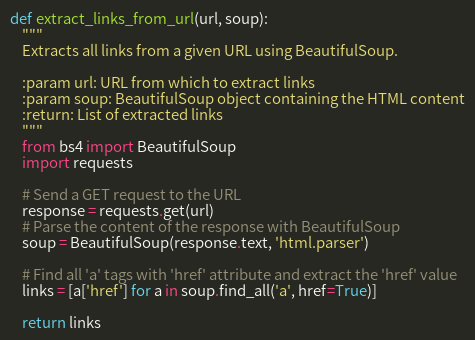 def extract_links_from_url(url, soup):
    """
    Extracts all links from a given URL using BeautifulSoup.

    :param url: URL from which to extract links
    :param soup: BeautifulSoup object containing the HTML content
    :return: List of extracted links
    """
    from bs4 import BeautifulSoup
    import requests

    # Send a GET request to the URL
    response = requests.get(url)
    # Parse the content of the response with BeautifulSoup
    soup = BeautifulSoup(response.text, 'html.parser')

    # Find all 'a' tags with 'href' attribute and extract the 'href' value
    links = [a['href'] for a in soup.find_all('a', href=True)]

    return links